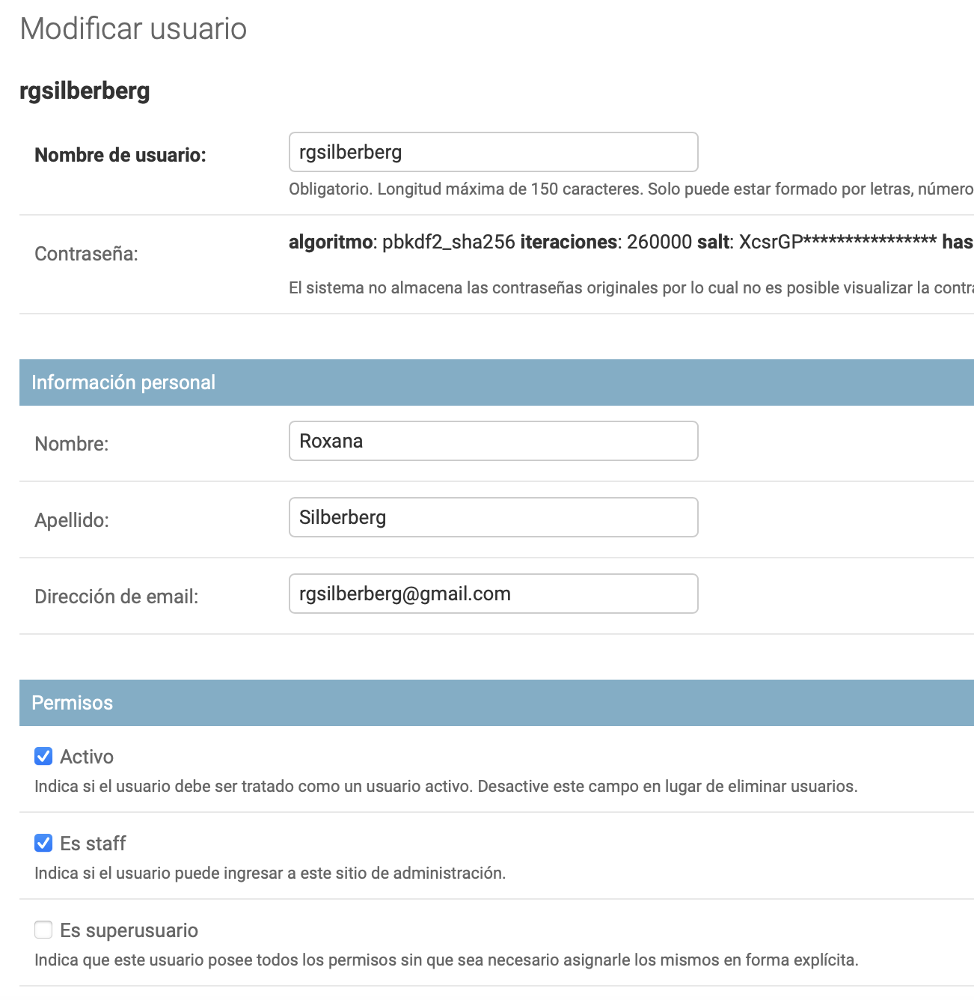 Modificar usuario
rgsilberberg
Nombre de usuario:
rgsilberberg
Obligatorio. Longitud máxima de 150 caracteres. Solo puede estar formado por letras, número
Contraseña:
algoritmo: pbkdf2_sha256 iteraciones: 260000 salt: XcsrGP**************** has
El sistema no almacena las contraseñas originales por lo cual no es posible visualizar la contra
Información personal
Nombre:
Roxana
Apellido:
Silberberg
Dirección de email:
rgsilberberg@gmail.com
Permisos
Activo
Indica si el usuario debe ser tratado como un usuario activo. Desactive este campo en lugar de eliminar usuarios.
Es staff
Indica si el usuario puede ingresar a este sitio de administración.
Es superusuario
Indica que este usuario posee todos los permisos sin que sea necesario asignarle los mismos en forma explícita.